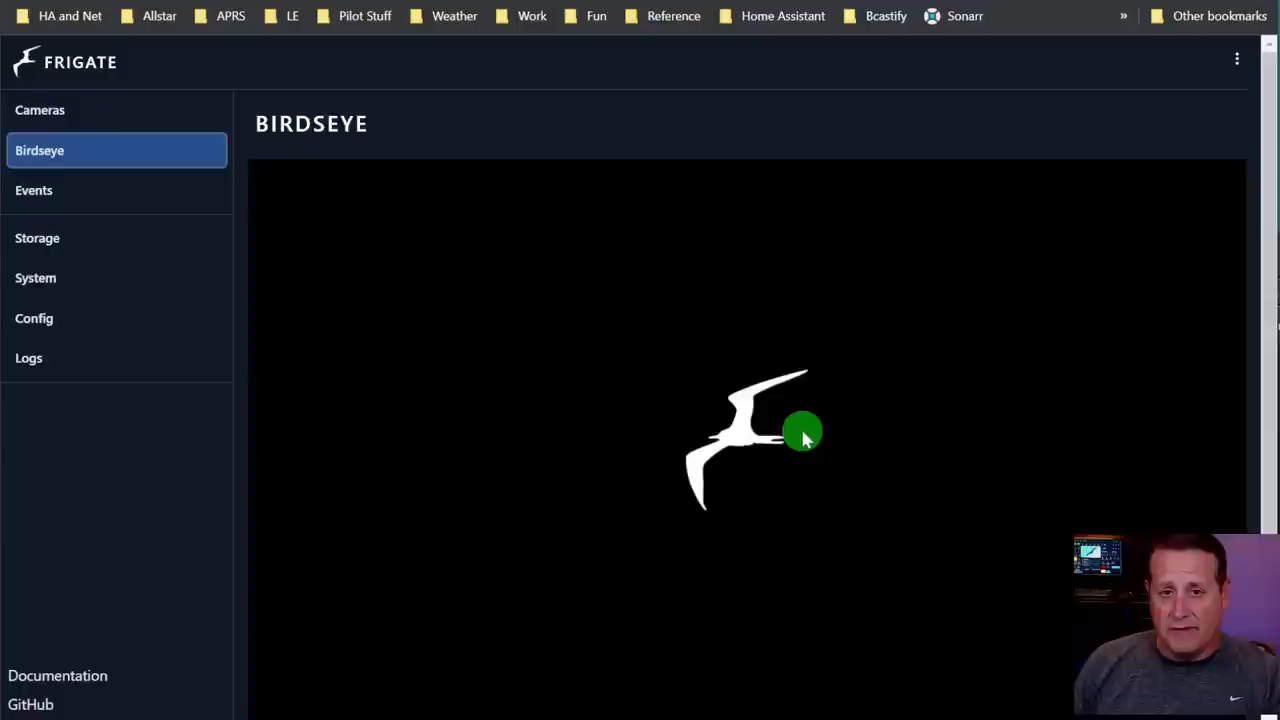 HA and Net Allstar APRS LE Pilot Stuff Weather Work Fun Reference Home Assistant Bcastify Sonarr » Other bookmarks
FRIGATE
Cameras
BIRDSEYE
Birdseye
Events
Storage
System
Config
Logs
Documentation
GitHub